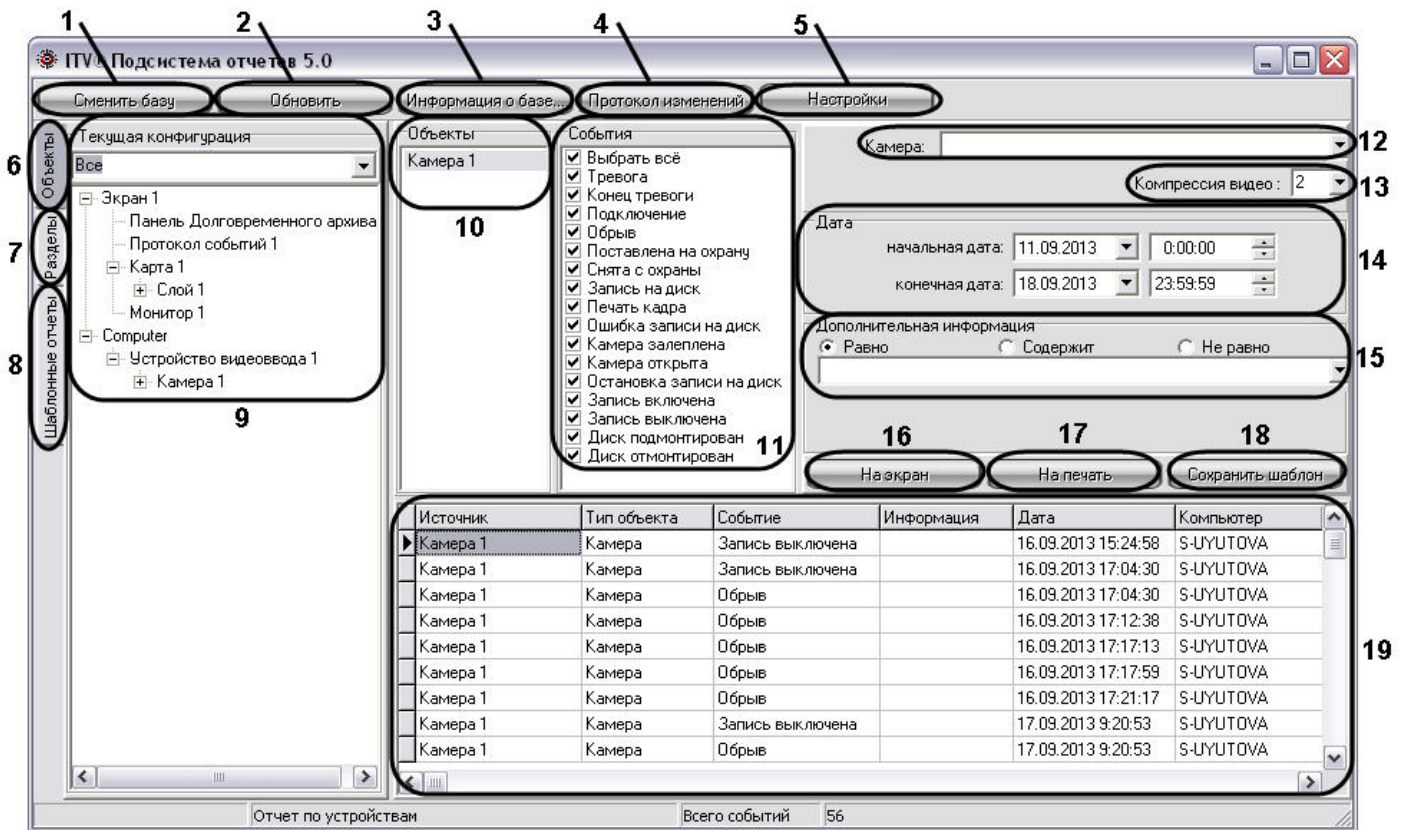 1 2 3 4 5
ITV® Подсистема отчетов 5.0
Сменить базу Обновить Информация о базе... Протокол изменений Настройки
6 Объекты
7 Разделы
8 Шаблонные отчеты
Текущая конфигурация
Все
Экран 1
Панель Долговременного архива
Протокол событий 1
Карта 1
Слой 1
Монитор 1
Computer
Устройство видеоввода 1
Камера 1
9
Объекты
Камера 1
10
События
Выбрать всё
Тревога
Конец тревоги
Подключение
Обрыв
Поставлена на охрану
Снята с охраны
Запись на диск
Печать кадра
Ошибка записи на диск
Камера залеплена
Камера открыта
Остановка записи на диск
Запись включена
Запись выключена
Диск подмонтирован
Диск отмонтирован
11
Камера: 12
Компрессия видео : 2 13
Дата
начальная дата: 11.09.2013 0:00:00
конечная дата: 18.09.2013 23:59:59
14
Дополнительная информация
Равно Содержит Не равно
15
16 17 18
На экран На печать Сохранить шаблон
Источник Тип объекта Событие Информация Дата Компьютер
Камера 1 Камера Запись выключена 16.09.2013 15:24:58 S-UYUTOVA
Камера 1 Камера Запись выключена 16.09.2013 17:04:30 S-UYUTOVA
Камера 1 Камера Обрыв 16.09.2013 17:04:30 S-UYUTOVA
Камера 1 Камера Обрыв 16.09.2013 17:12:38 S-UYUTOVA
Камера 1 Камера Обрыв 16.09.2013 17:17:13 S-UYUTOVA
Камера 1 Камера Обрыв 16.09.2013 17:17:59 S-UYUTOVA
Камера 1 Камера Обрыв 16.09.2013 17:21:17 S-UYUTOVA
Камера 1 Камера Запись выключена 17.09.2013 9:20:53 S-UYUTOVA
Камера 1 Камера Обрыв 17.09.2013 9:20:53 S-UYUTOVA
19
Отчет по устройствам Всего событий 56